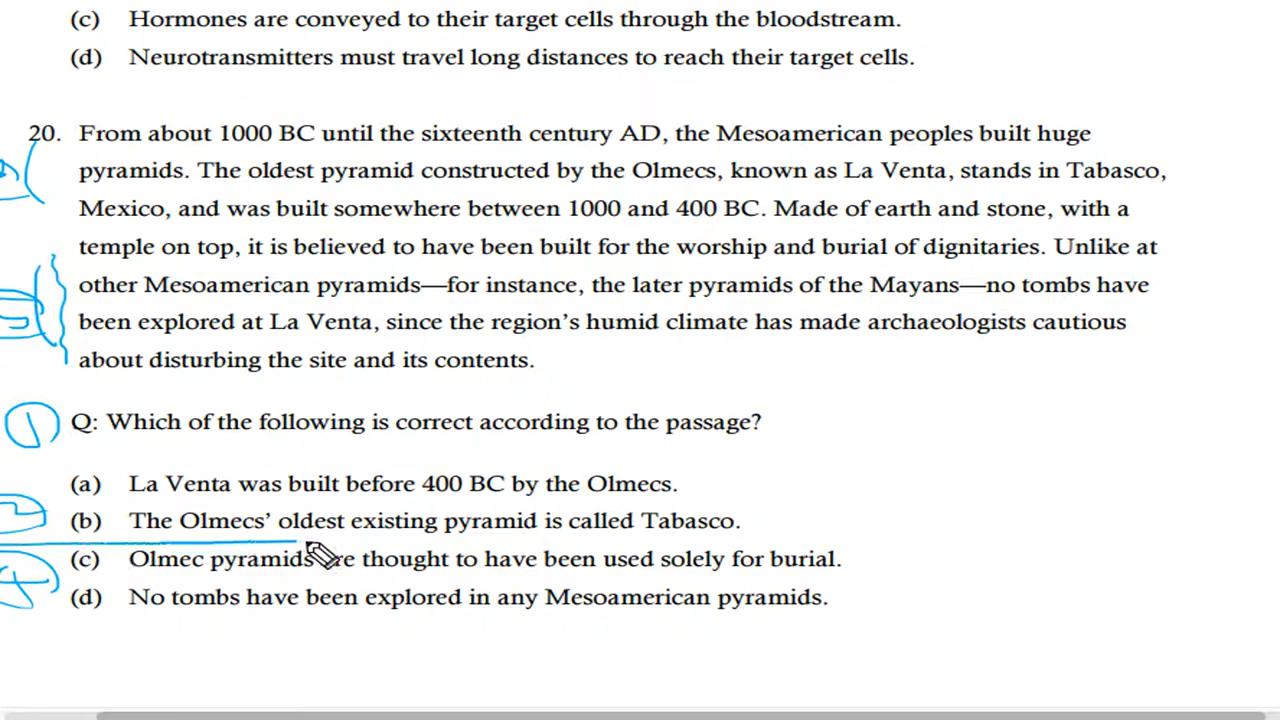 (c) Hormones are conveyed to their target cells through the bloodstream.
(d) Neurotransmitters must travel long distances to reach their target cells.
20. From about 1000 BC until the sixteenth century AD, the Mesoamerican peoples built huge
pyramids. The oldest pyramid constructed by the Olmecs, known as La Venta, stands in Tabasco,
Mexico, and was built somewhere between 1000 and 400 BC. Made of earth and stone, with a
temple on top, it is believed to have been built for the worship and burial of dignitaries. Unlike at
other Mesoamerican pyramids—for instance, the later pyramids of the Mayans—no tombs have
been explored at La Venta, since the region's humid climate has made archaeologists cautious
about disturbing the site and its contents.
1 Q: Which of the following is correct according to the passage?
(a) La Venta was built before 400 BC by the Olmecs.
2 (b) The Olmecs' oldest existing pyramid is called Tabasco.
(c) Olmec pyramids are thought to have been used solely for burial.
(d) No tombs have been explored in any Mesoamerican pyramids.